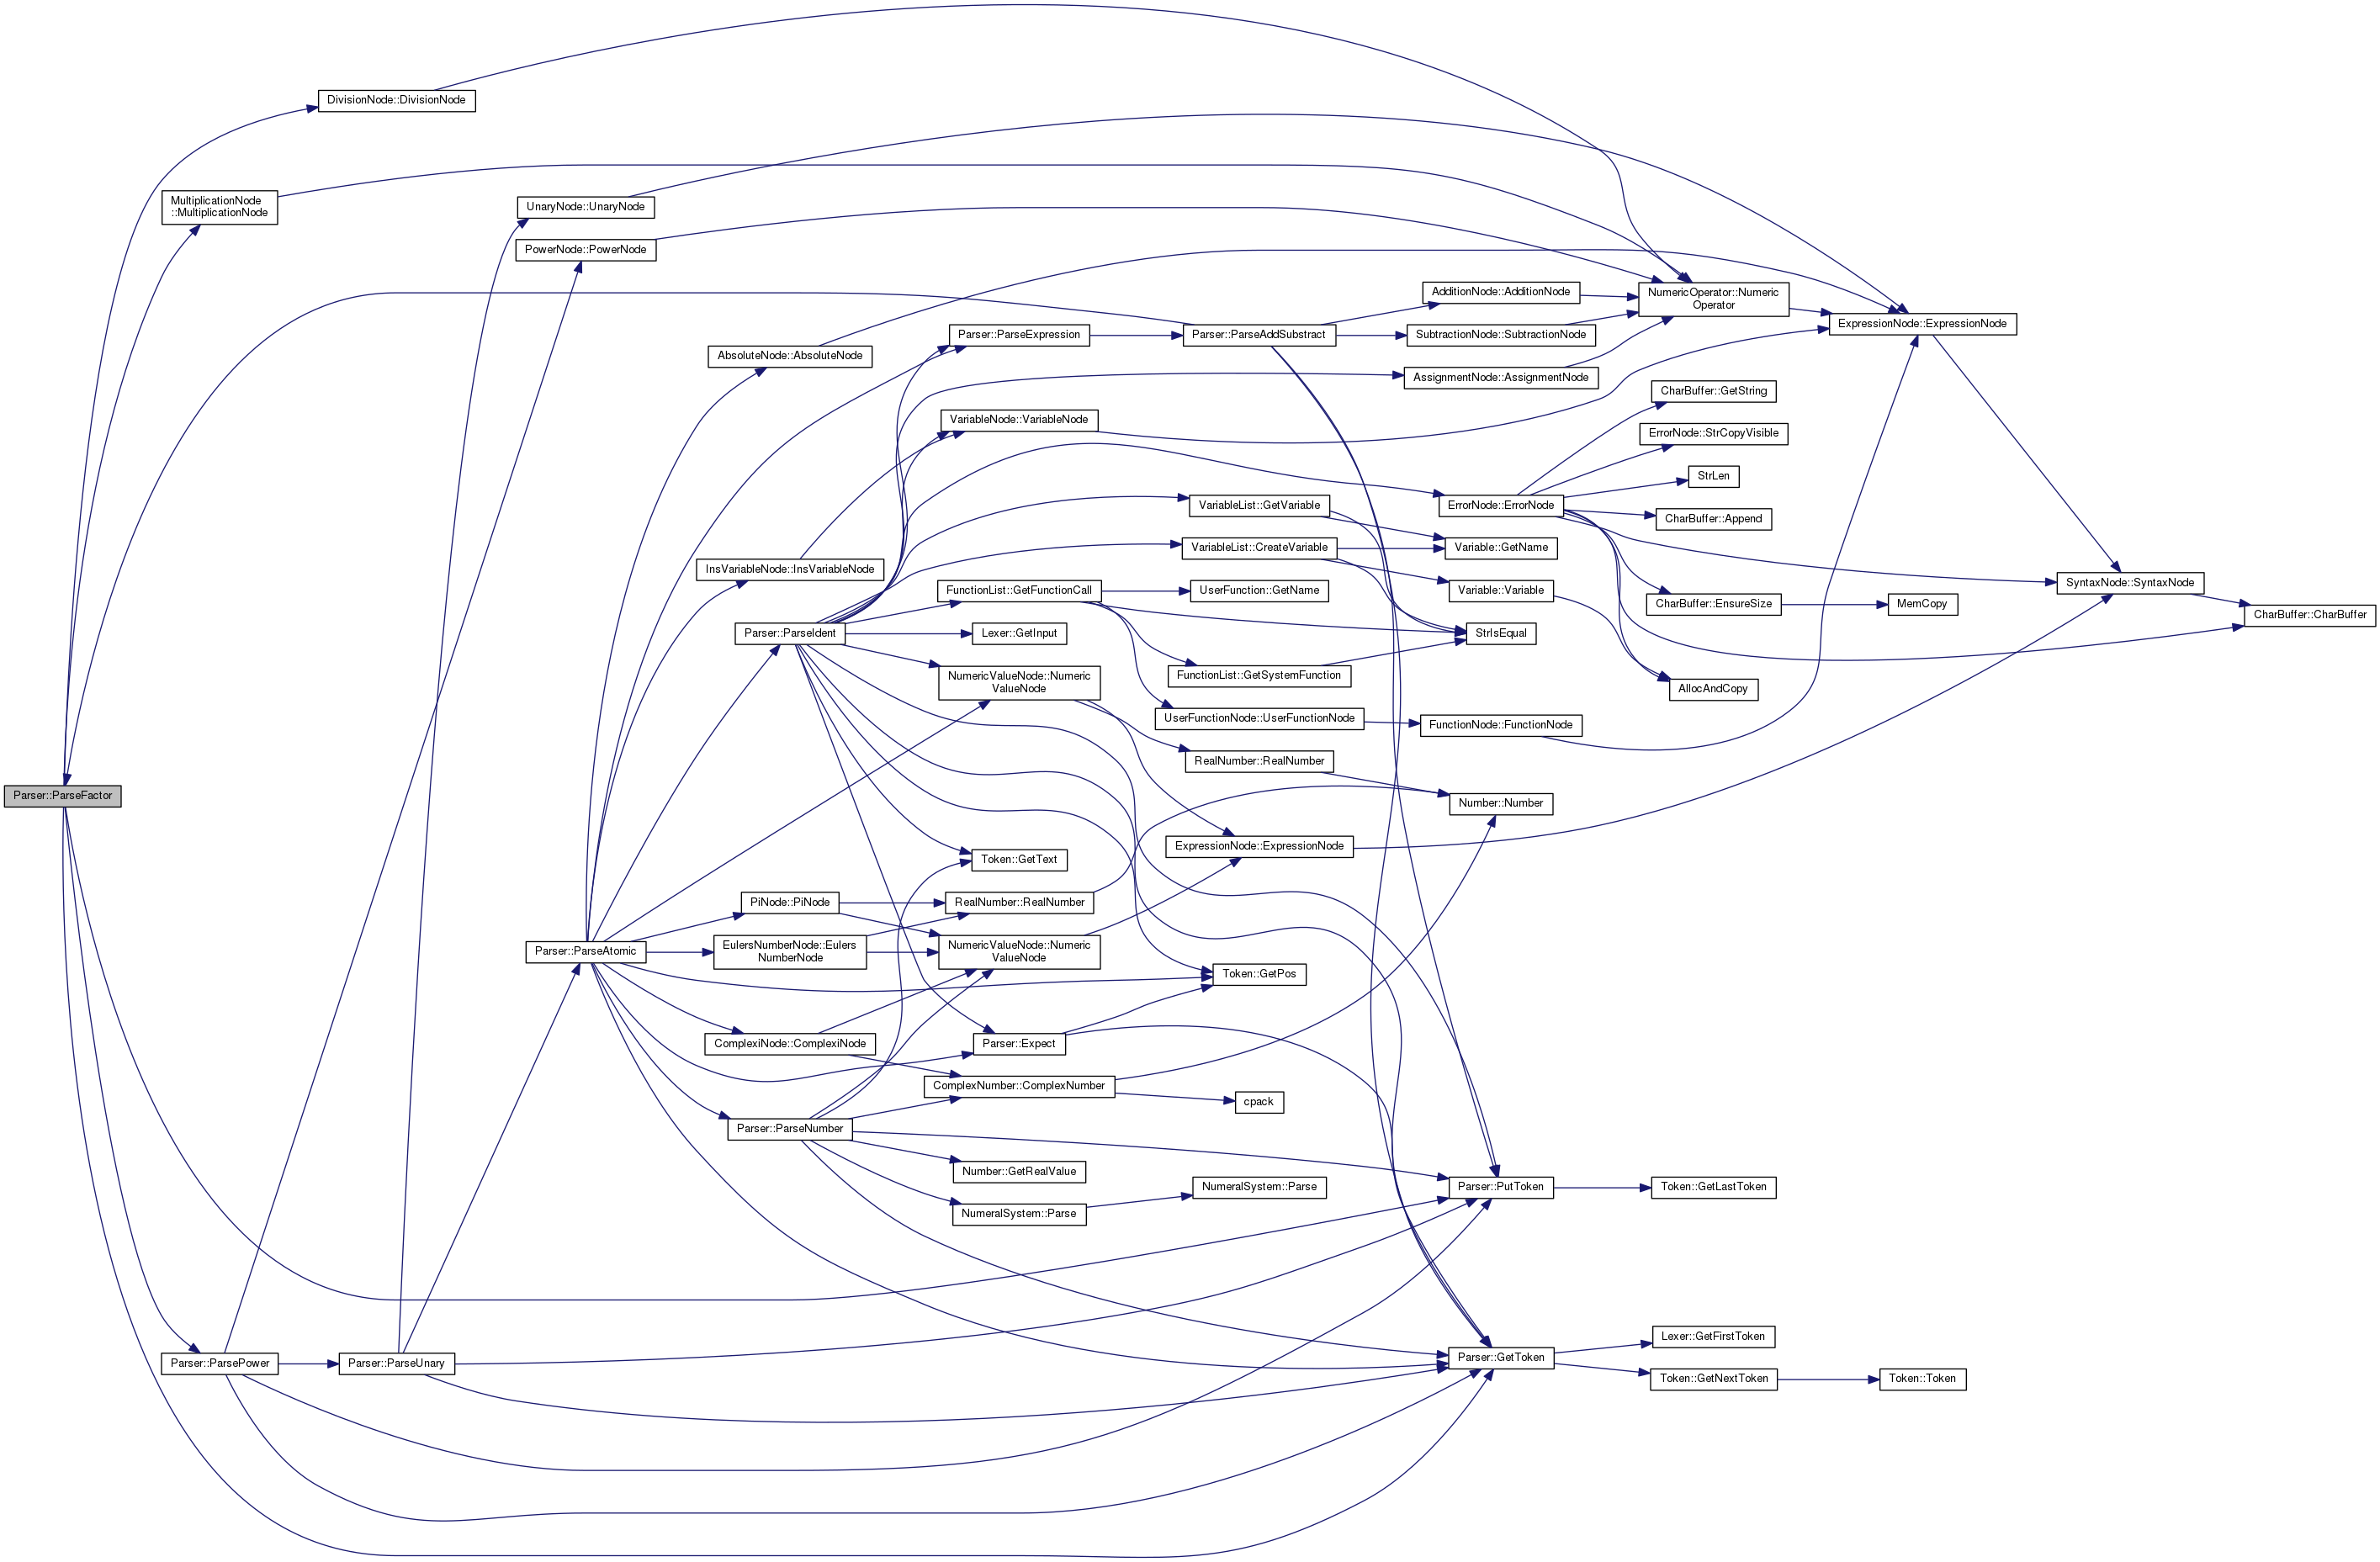 DivisionNode::DivisionNode
MultiplicationNode
::MultiplicationNode
UnaryNode::UnaryNode
PowerNode::PowerNode
AdditionNode::AdditionNode
NumericOperator::Numeric
Operator
ExpressionNode::ExpressionNode
Parser::ParseExpression
Parser::ParseAddSubstract
SubtractionNode::SubtractionNode
AbsoluteNode::AbsoluteNode
AssignmentNode::AssignmentNode
CharBuffer::GetString
VariableNode::VariableNode
ErrorNode::StrCopyVisible
StrLen
VariableList::GetVariable
ErrorNode::ErrorNode
CharBuffer::Append
VariableList::CreateVariable
Variable::GetName
InsVariableNode::InsVariableNode
SyntaxNode::SyntaxNode
FunctionList::GetFunctionCall
UserFunction::GetName
Variable::Variable
CharBuffer::EnsureSize
MemCopy
CharBuffer::CharBuffer
Parser::ParseIdent
Lexer::GetInput
StrIsEqual
NumericValueNode::Numeric
ValueNode
FunctionList::GetSystemFunction
AllocAndCopy
UserFunctionNode::UserFunctionNode
FunctionNode::FunctionNode
RealNumber::RealNumber
Parser::ParseFactor
Number::Number
Token::GetText
ExpressionNode::ExpressionNode
PiNode::PiNode
RealNumber::RealNumber
Parser::ParseAtomic
EulersNumberNode::Eulers
NumberNode
NumericValueNode::Numeric
ValueNode
Token::GetPos
ComplexiNode::ComplexiNode
Parser::Expect
ComplexNumber::ComplexNumber
cpack
Parser::ParseNumber
Number::GetRealValue
Parser::PutToken
Token::GetLastToken
NumeralSystem::Parse
NumeralSystem::Parse
Lexer::GetFirstToken
Parser::ParsePower
Parser::ParseUnary
Parser::GetToken
Token::GetNextToken
Token::Token